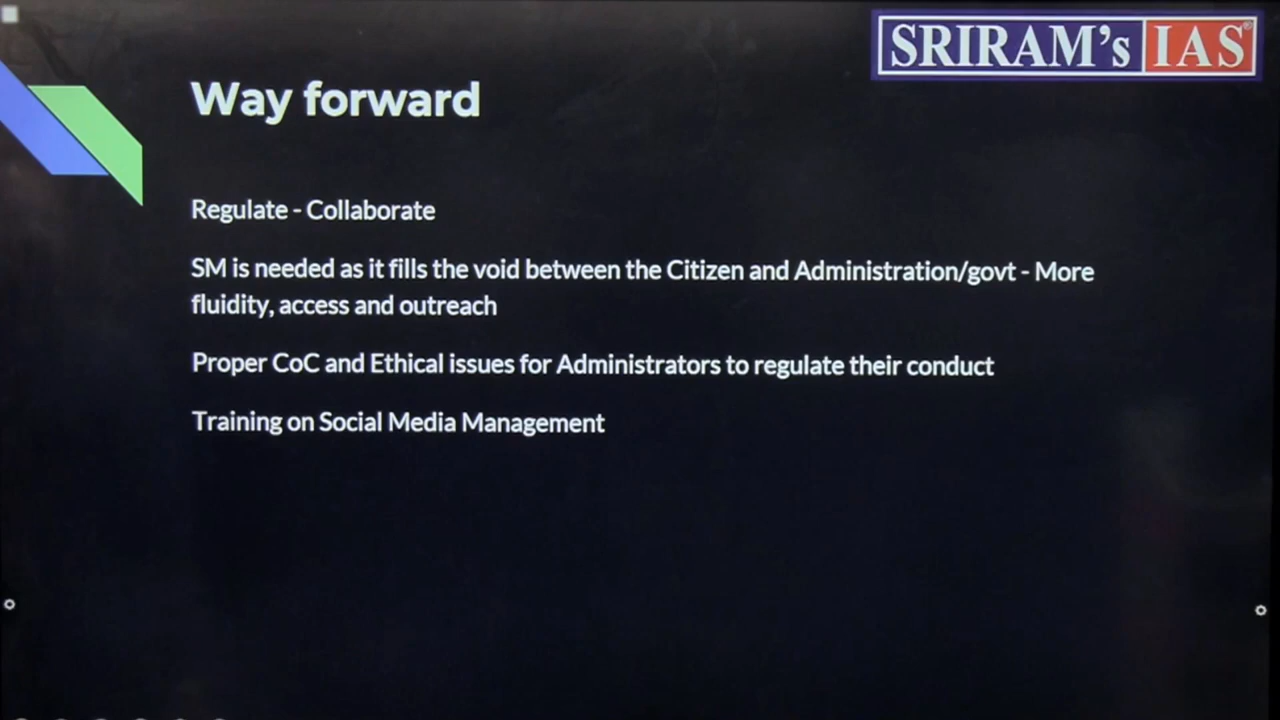 SRIRAM's IAS®
Way forward
Regulate - Collaborate
SM is needed as it fills the void between the Citizen and Administration/govt - More
fluidity, access and outreach
Proper CoC and Ethical issues for Administrators to regulate their conduct
Training on Social Media Management